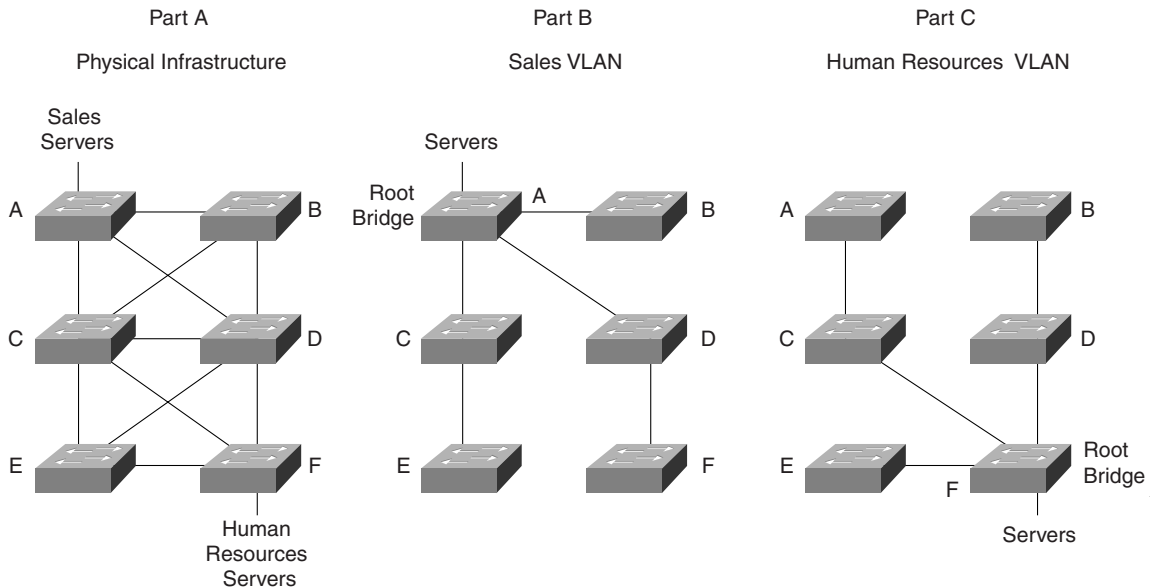 Part A
Physical Infrastructure
Sales
Servers
A
B
C
D
E
F
Human
Resources
Servers
Part B
Sales VLAN
Servers
Root
Bridge
A
B
C
D
E
F
Part C
Human Resources VLAN
A
B
C
D
E
F
Root
Bridge
Servers